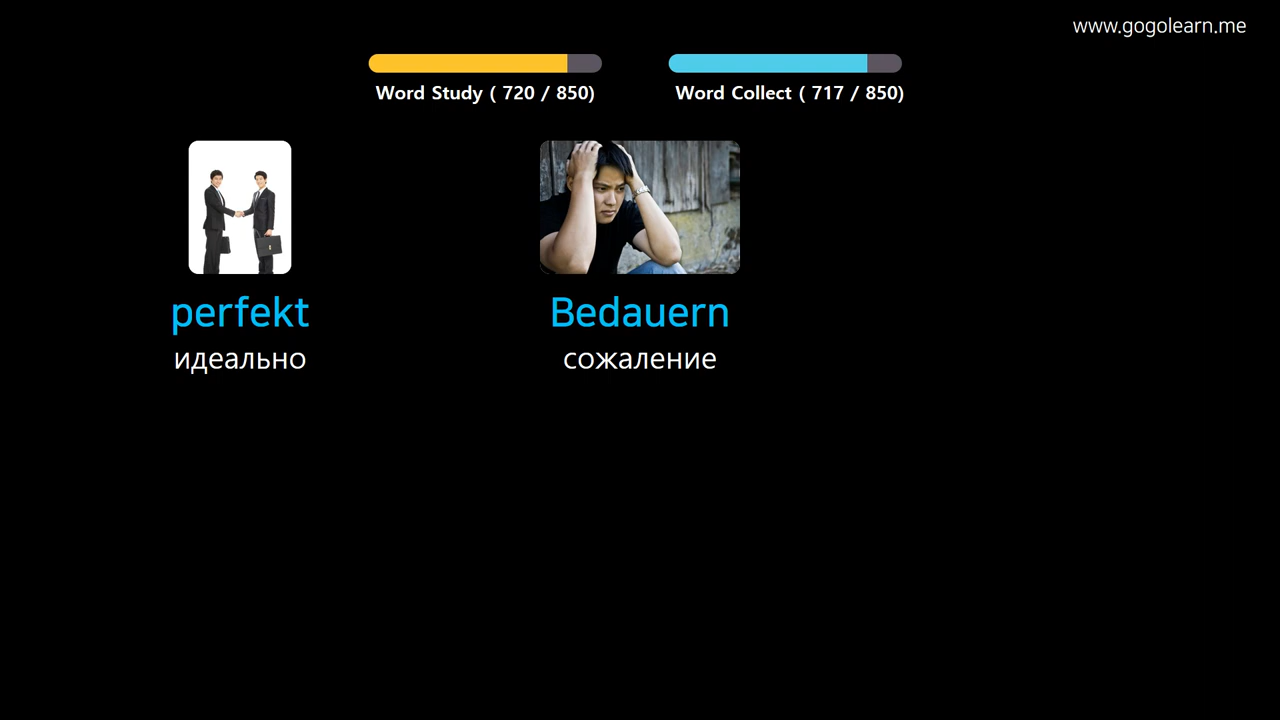 www.gogolearn.me
Word Study ( 720 / 850)
Word Collect ( 717 / 850)
perfekt
идеально
Bedauern
сожаление